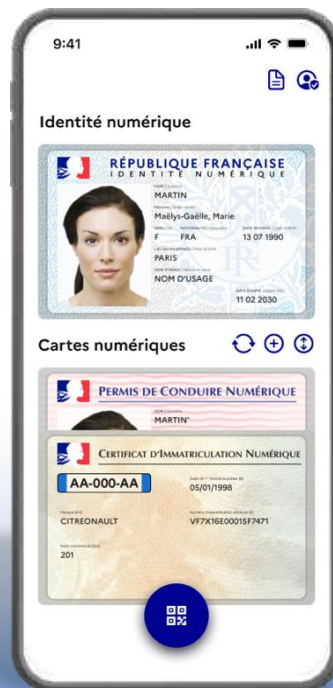 9:41
Identité numérique
RÉPUBLIQUE FRANÇAISE
IDENTITÉ NUMÉRIQUE
MARTIN
Maëlys-Gaëlle, Marie
F FRA 13 07 1990
PARIS
NOM D'USAGE
11 02 2030
Cartes numériques
PERMIS DE CONDUIRE NUMÉRIQUE
MARTIN
CERTIFICAT D'IMMATRICULATION NUMÉRIQUE
AA-000-AA
05/01/1998
CITREONAULT VF7X16E00015F7471
201